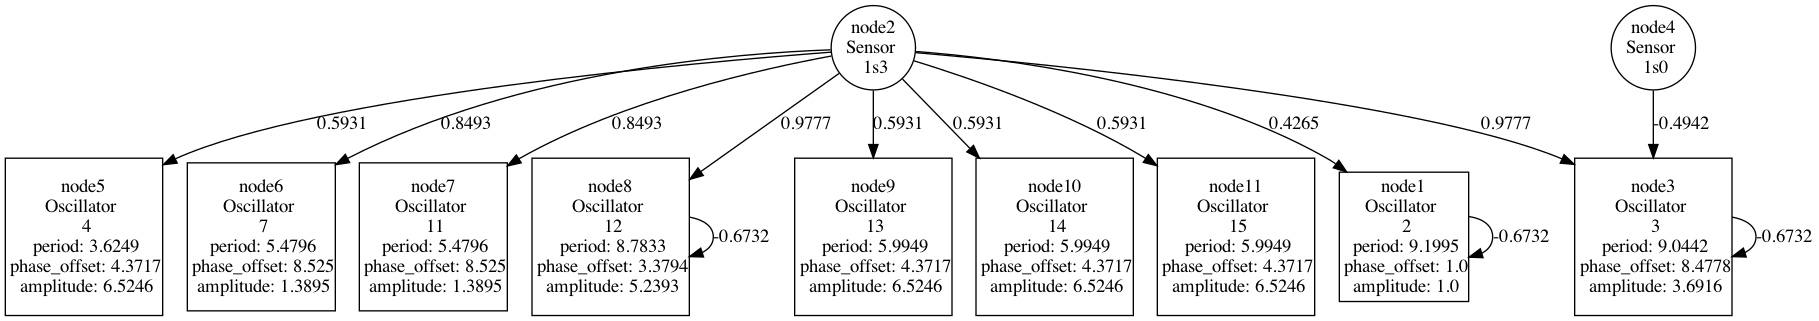 node2
Sensor
1s3
node4
Sensor
1s0
0.5931
0.8493
0.8493
0.9777
0.5931
0.5931
0.5931
0.4265
0.9777
-0.4942
node5
Oscillator
4
period: 3.6249
phase_offset: 4.3717
amplitude: 6.5246
node6
Oscillator
7
period: 5.4796
phase_offset: 8.525
amplitude: 1.3895
node7
Oscillator
11
period: 5.4796
phase_offset: 8.525
amplitude: 1.3895
node8
Oscillator
12
period: 8.7833
phase_offset: 3.3794
amplitude: 5.2393
-0.6732
node9
Oscillator
13
period: 5.9949
phase_offset: 4.3717
amplitude: 6.5246
node10
Oscillator
14
period: 5.9949
phase_offset: 4.3717
amplitude: 6.5246
node11
Oscillator
15
period: 5.9949
phase_offset: 4.3717
amplitude: 6.5246
node1
Oscillator
2
period: 9.1995
phase_offset: 1.0
amplitude: 1.0
-0.6732
node3
Oscillator
3
period: 9.0442
phase_offset: 8.4778
amplitude: 3.6916
-0.6732